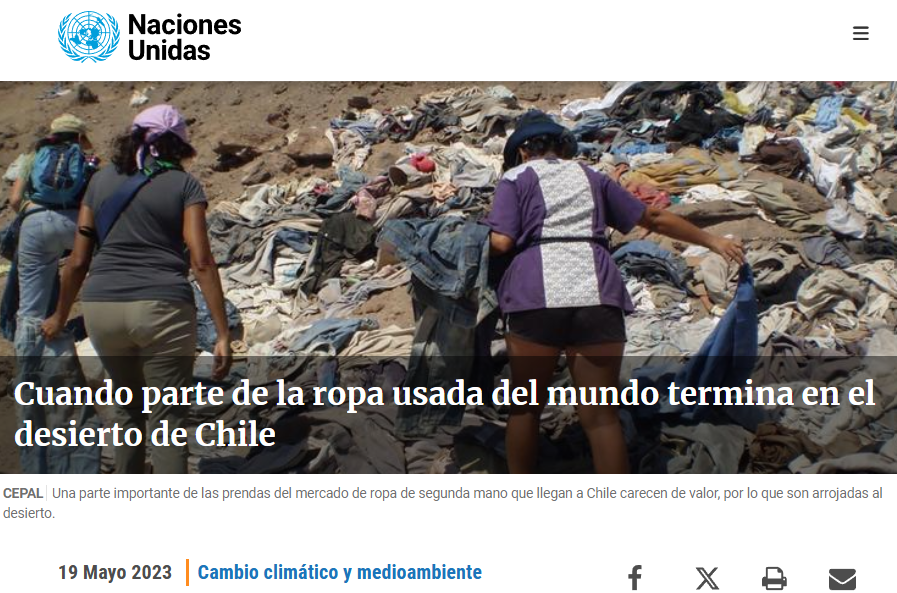 Naciones
Unidas
Cuando parte de la ropa usada del mundo termina en el
desierto de Chile
CEPAL Una parte importante de las prendas del mercado de ropa de segunda mano que llegan a Chile carecen de valor, por lo que son arrojadas al
desierto.
19 Mayo 2023 Cambio climático y medioambiente